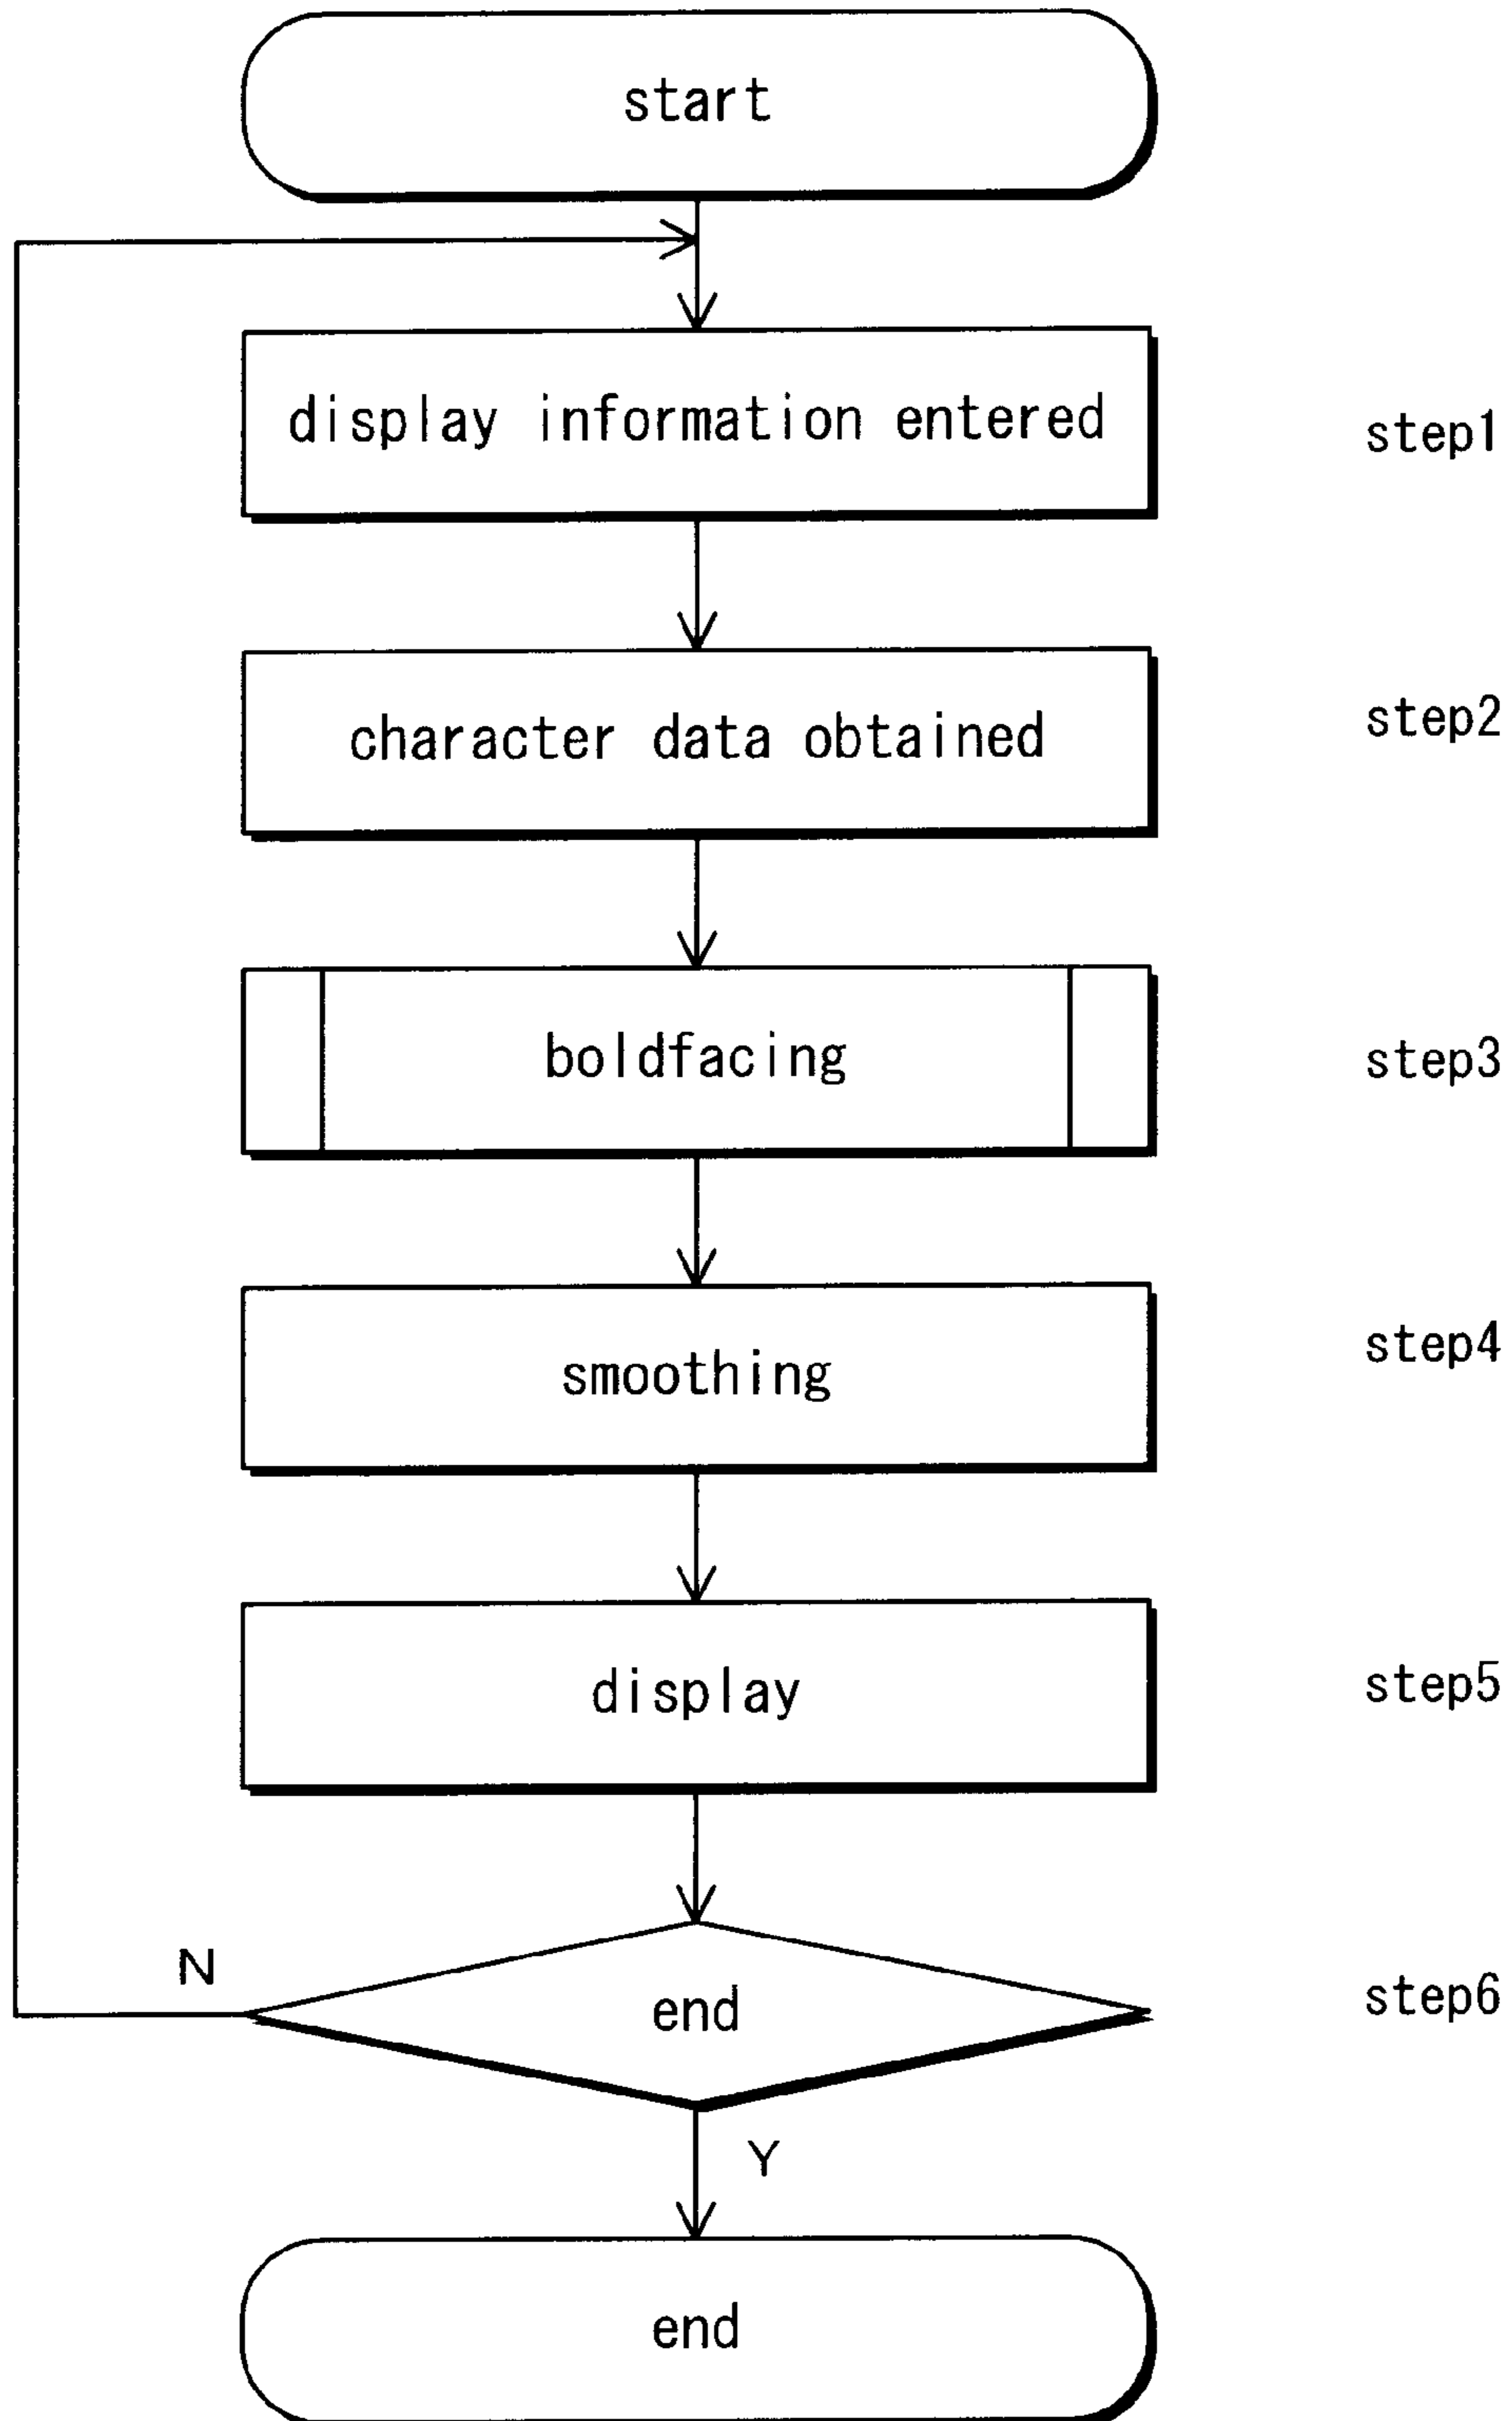 start
display information entered
step1
character data obtained
step2
boldfacing
step3
smoothing
step4
display
step5
N
end
step6
Y
end